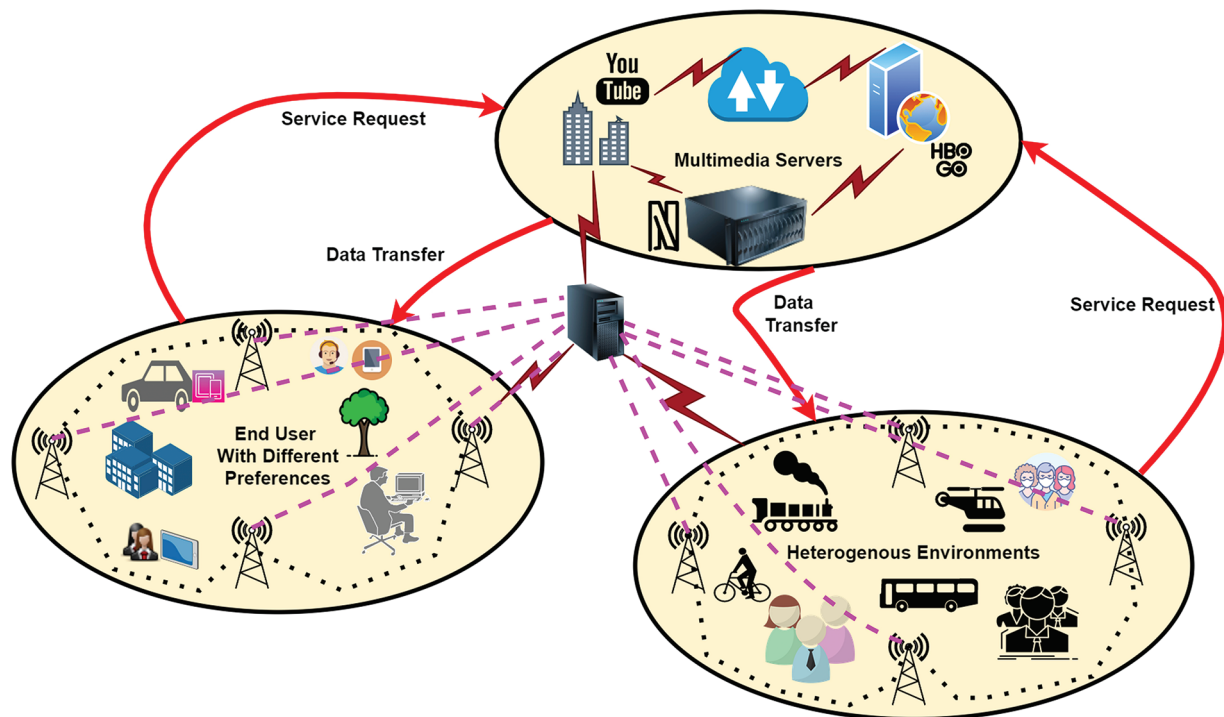 You
Tube
Service Request
Multimedia Servers
HBO
GO
N
Data Transfer
Data
Transfer
Service Request
End User
With Different
Preferences
Heterogenous Environments